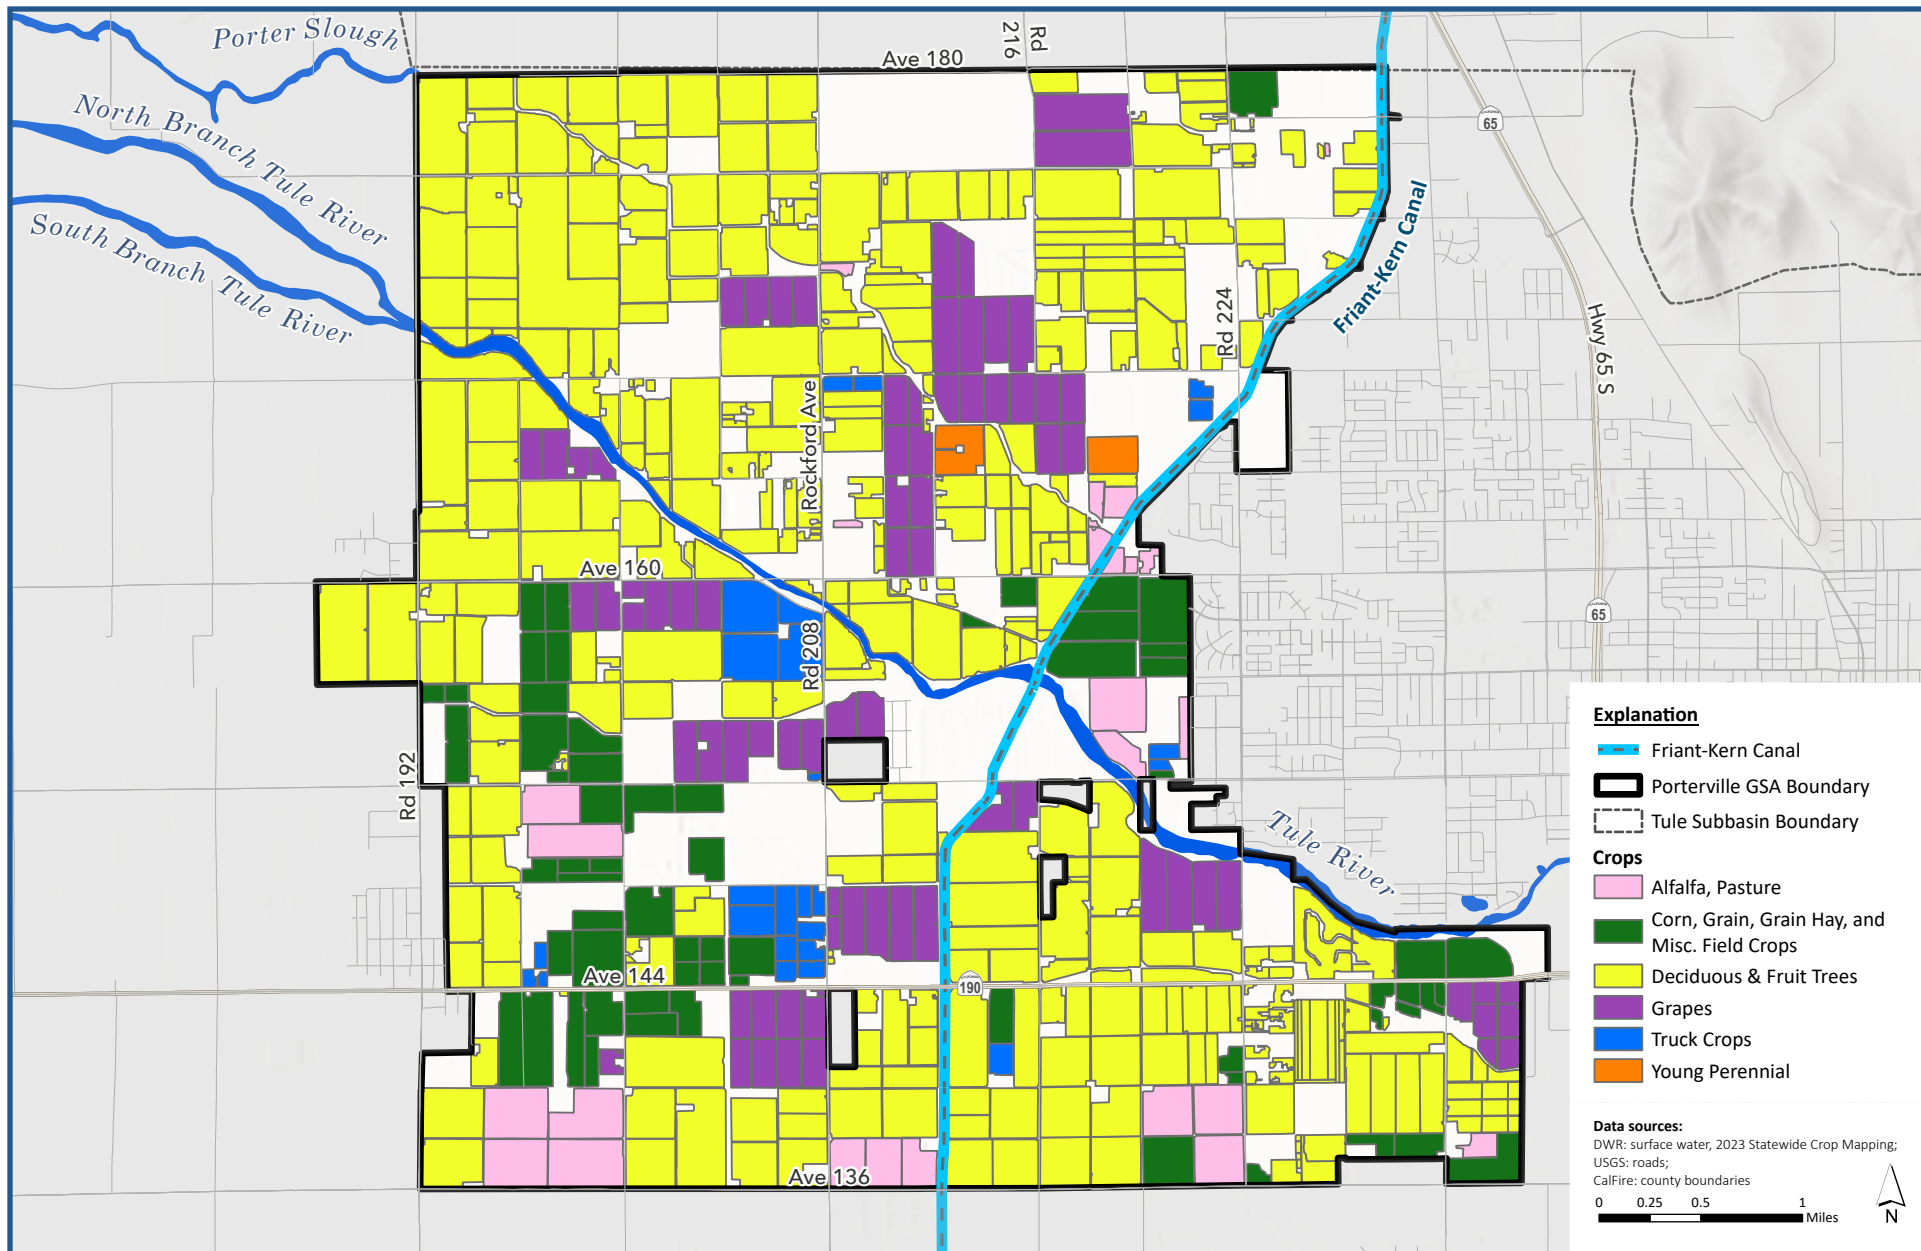 Porter Slough
Ave 180
Rd
216
North Branch Tule River
South Branch Tule River
65
Friant-Kern Canal
Rd 224
Hwy 65 S
Rockford Ave
Ave 160
65
Rd 208
Rd 192
Tule River
Ave 144
190
Ave 136
Explanation
Friant-Kern Canal
Porterville GSA Boundary
Tule Subbasin Boundary
Crops
Alfalfa, Pasture
Corn, Grain, Grain Hay, and
Misc. Field Crops
Deciduous & Fruit Trees
Grapes
Truck Crops
Young Perennial
Data sources:
DWR: surface water, 2023 Statewide Crop Mapping;
USGS: roads;
CalFire: county boundaries
0 0.25 0.5 1
Miles
N